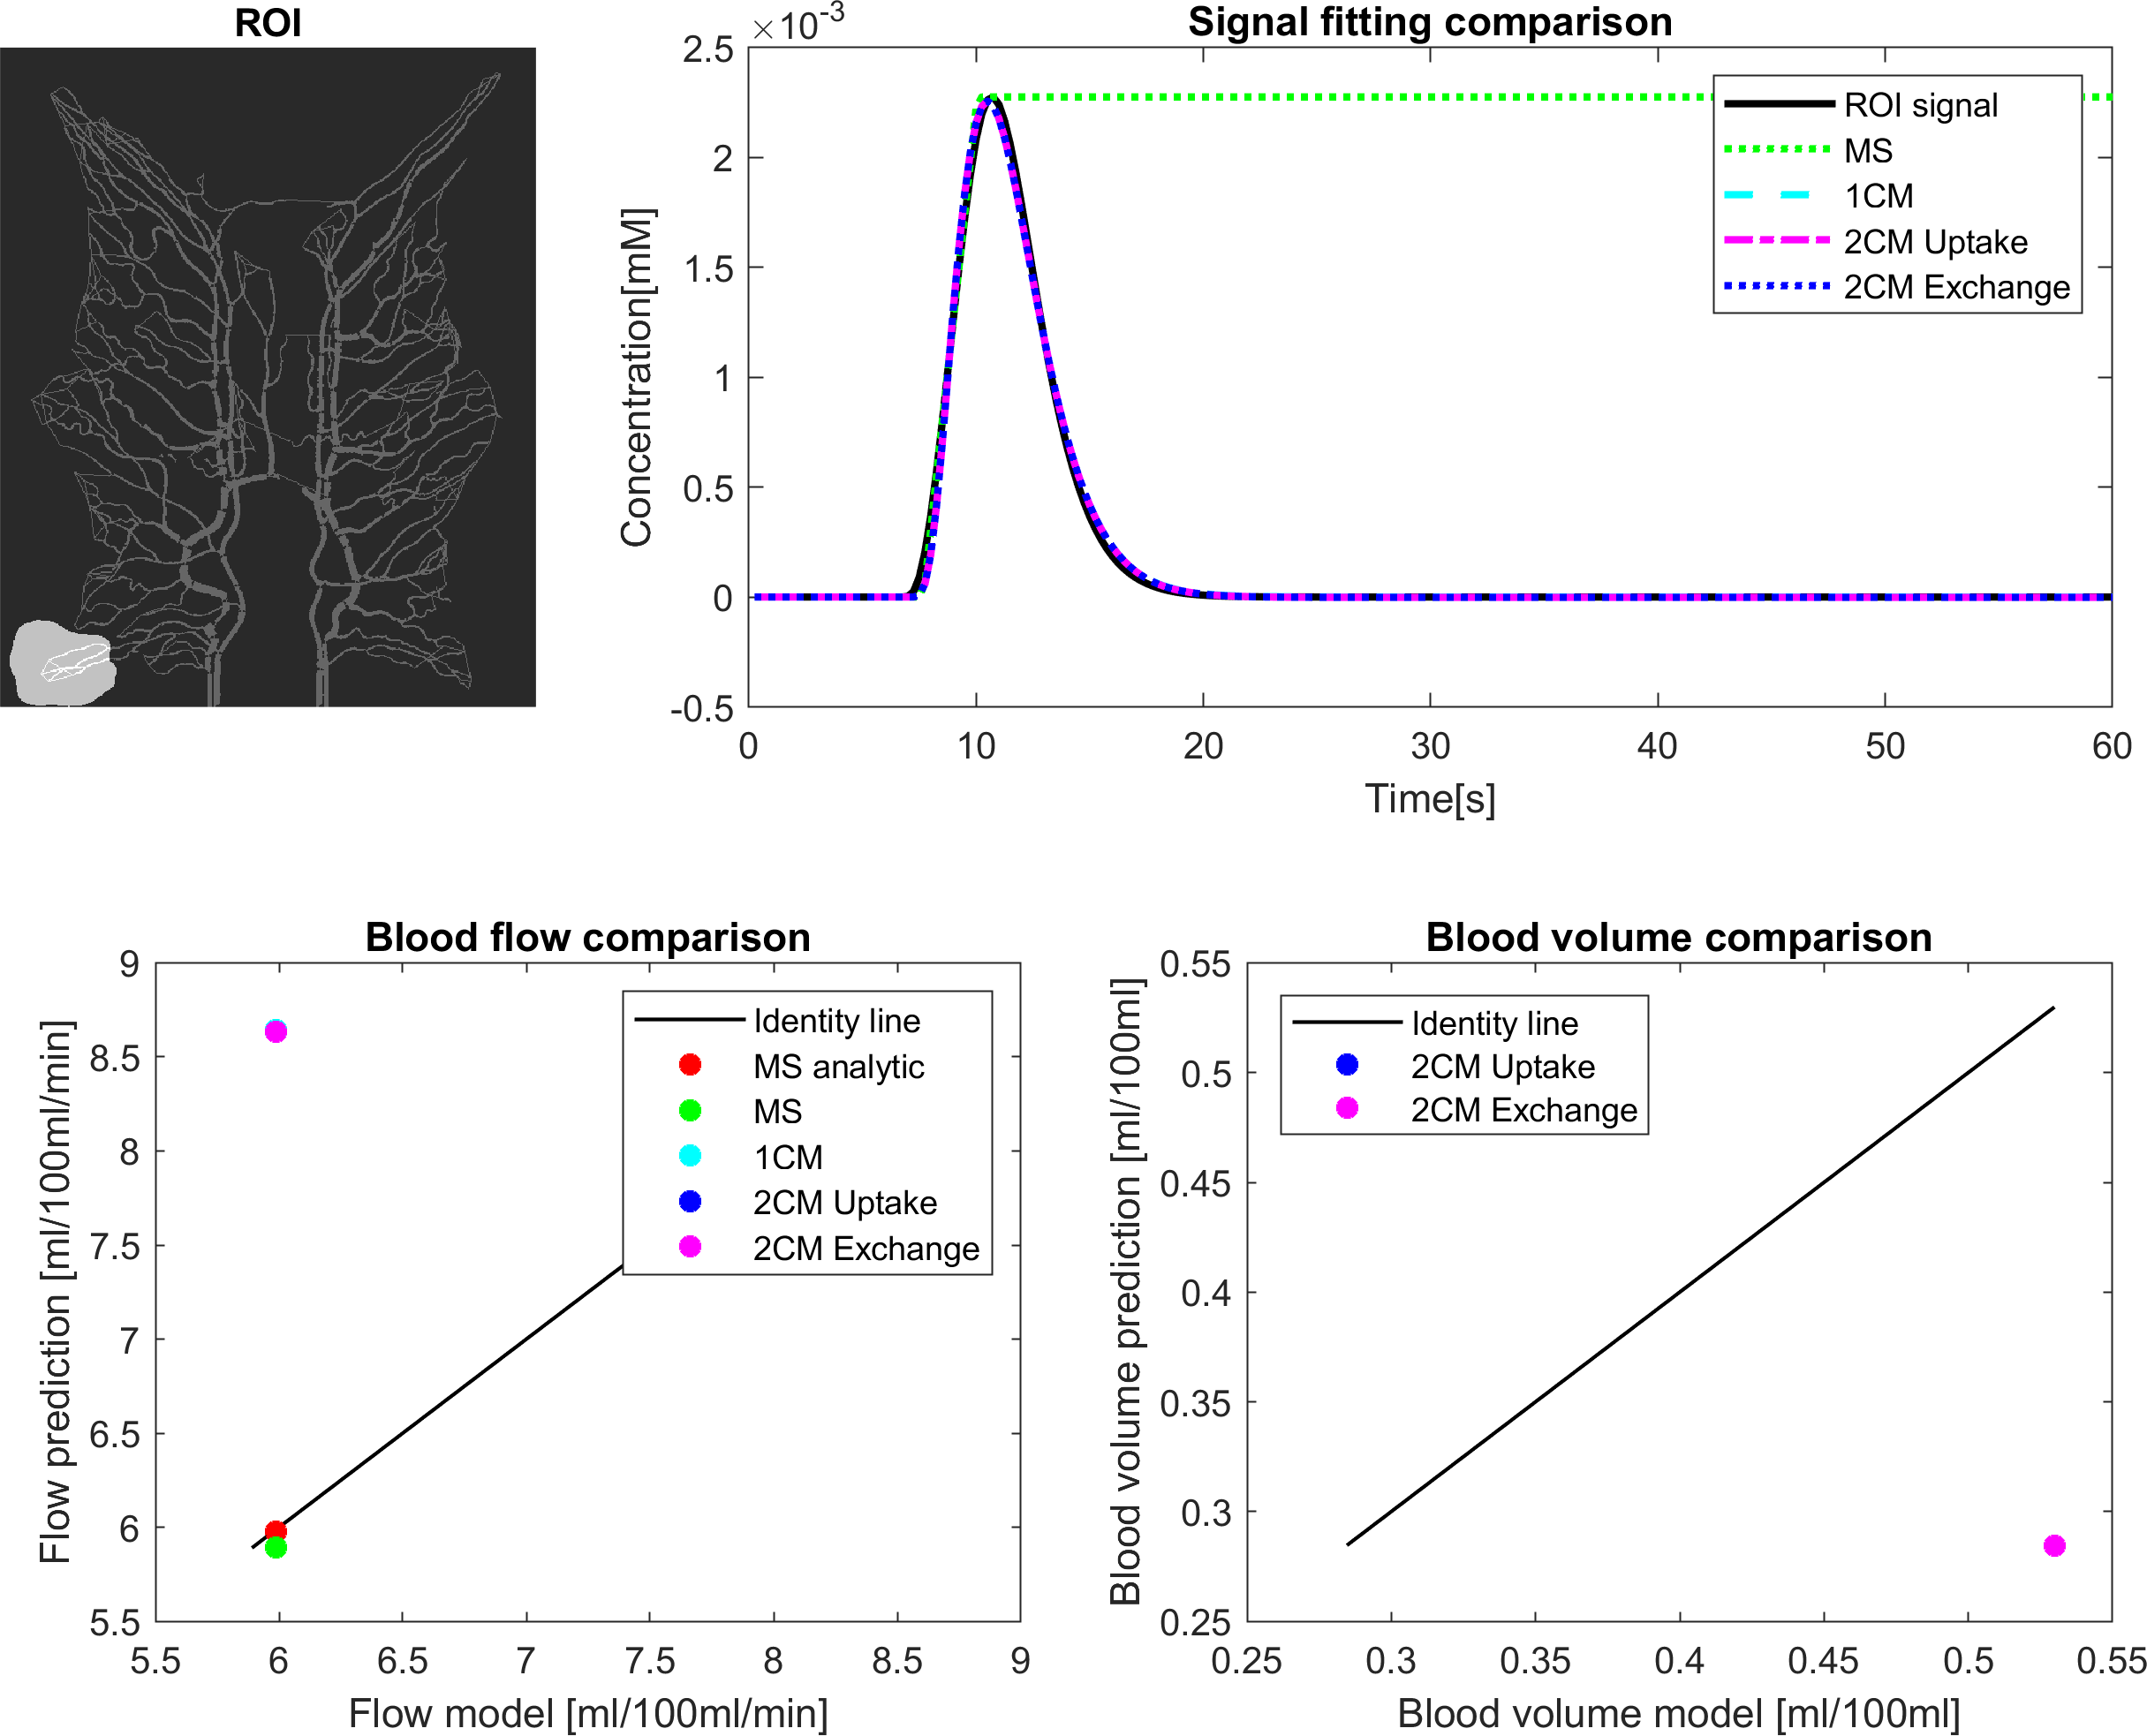 ROI
Signal fitting comparison
×10-3
2.5
2
1.5
1
0.5
0
-0.5
Concentration[mM]
0 10 20 30 40 50 60
Time[s]
ROI signal
MS
1CM
2CM Uptake
2CM Exchange
Blood flow comparison
9
8.5
8
7.5
7
6.5
6
5.5
Flow prediction [ml/100ml/min]
5.5 6 6.5 7 7.5 8 8.5 9
Flow model [ml/100ml/min]
Identity line
MS analytic
MS
1CM
2CM Uptake
2CM Exchange
Blood volume comparison
0.55
0.5
0.45
0.4
0.35
0.3
0.25
Blood volume prediction [ml/100ml]
0.25 0.3 0.35 0.4 0.45 0.5 0.55
Blood volume model [ml/100ml]
Identity line
2CM Uptake
2CM Exchange